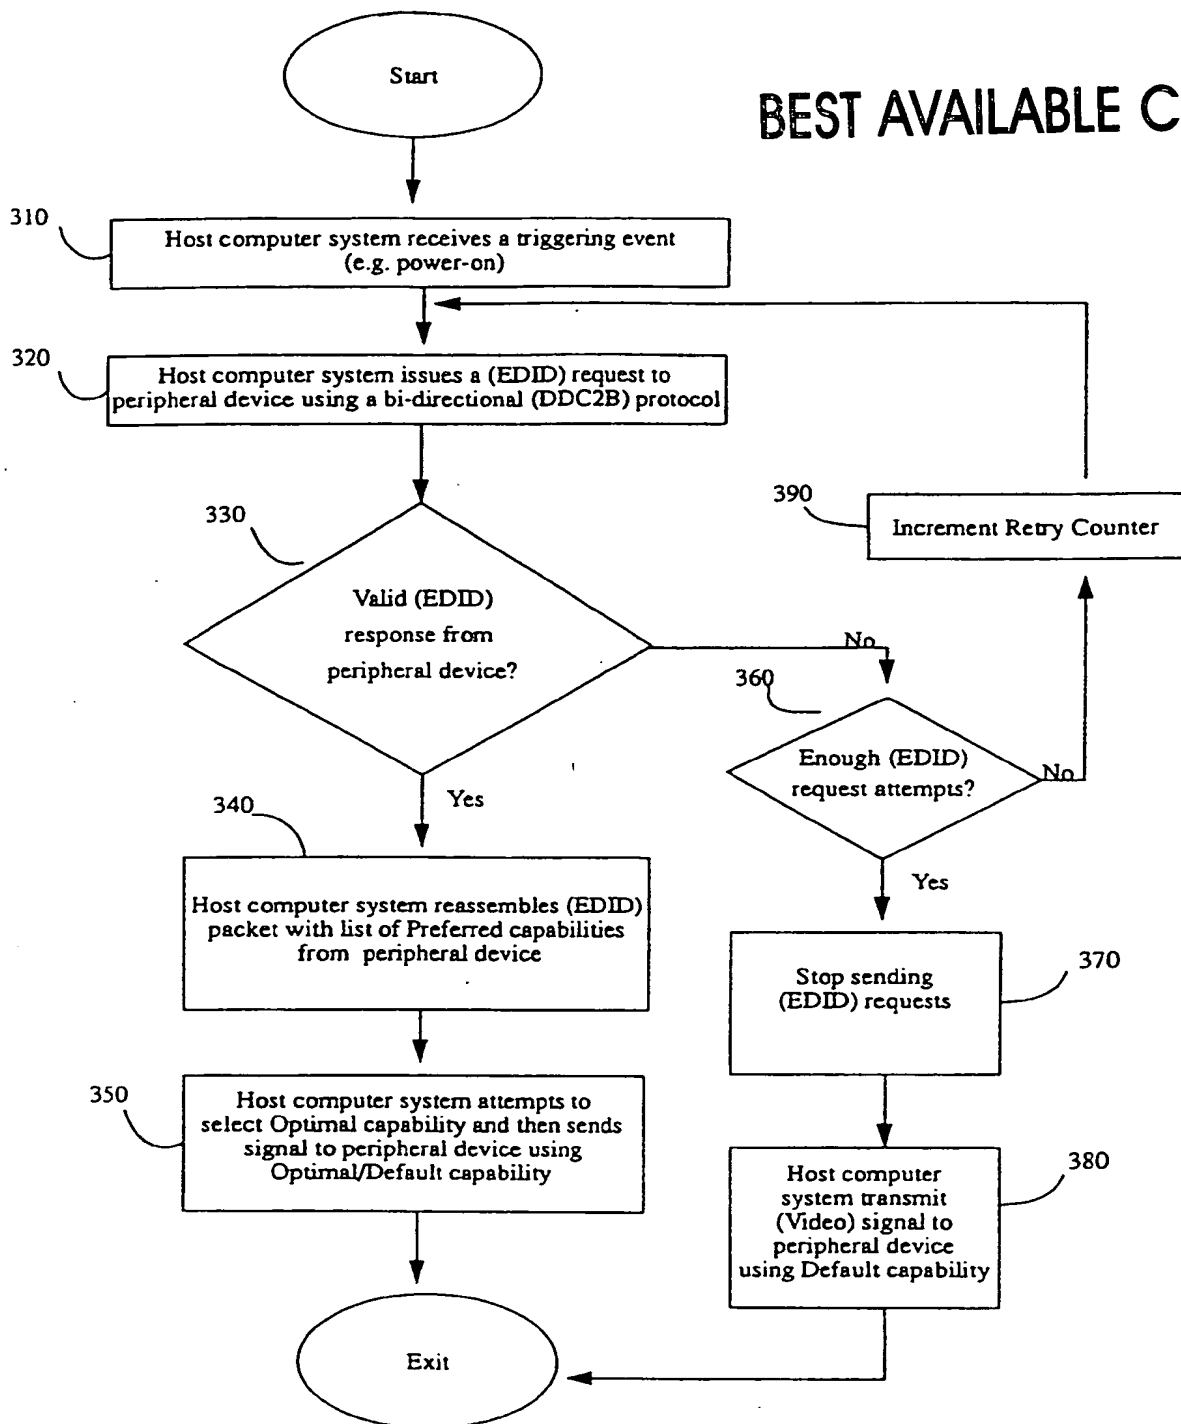 Start
BEST AVAILABLE C
310
Host computer system receives a triggering event
(e.g. power-on)
320
Host computer system issues a (EDID) request to
peripheral device using a bi-directional (DDC2B) protocol
390
Increment Retry Counter
330
Valid (EDID)
response from
peripheral device?
No
360
Enough (EDID)
request attempts?
No
Yes
340
Host computer system reassembles (EDID)
packet with list of Preferred capabilities
from peripheral device
Yes
370
Stop sending
(EDID) requests
350
Host computer system attempts to
select Optimal capability and then sends
signal to peripheral device using
Optimal/Default capability
380
Host computer
system transmit
(Video) signal to
peripheral device
using Default capability
Exit